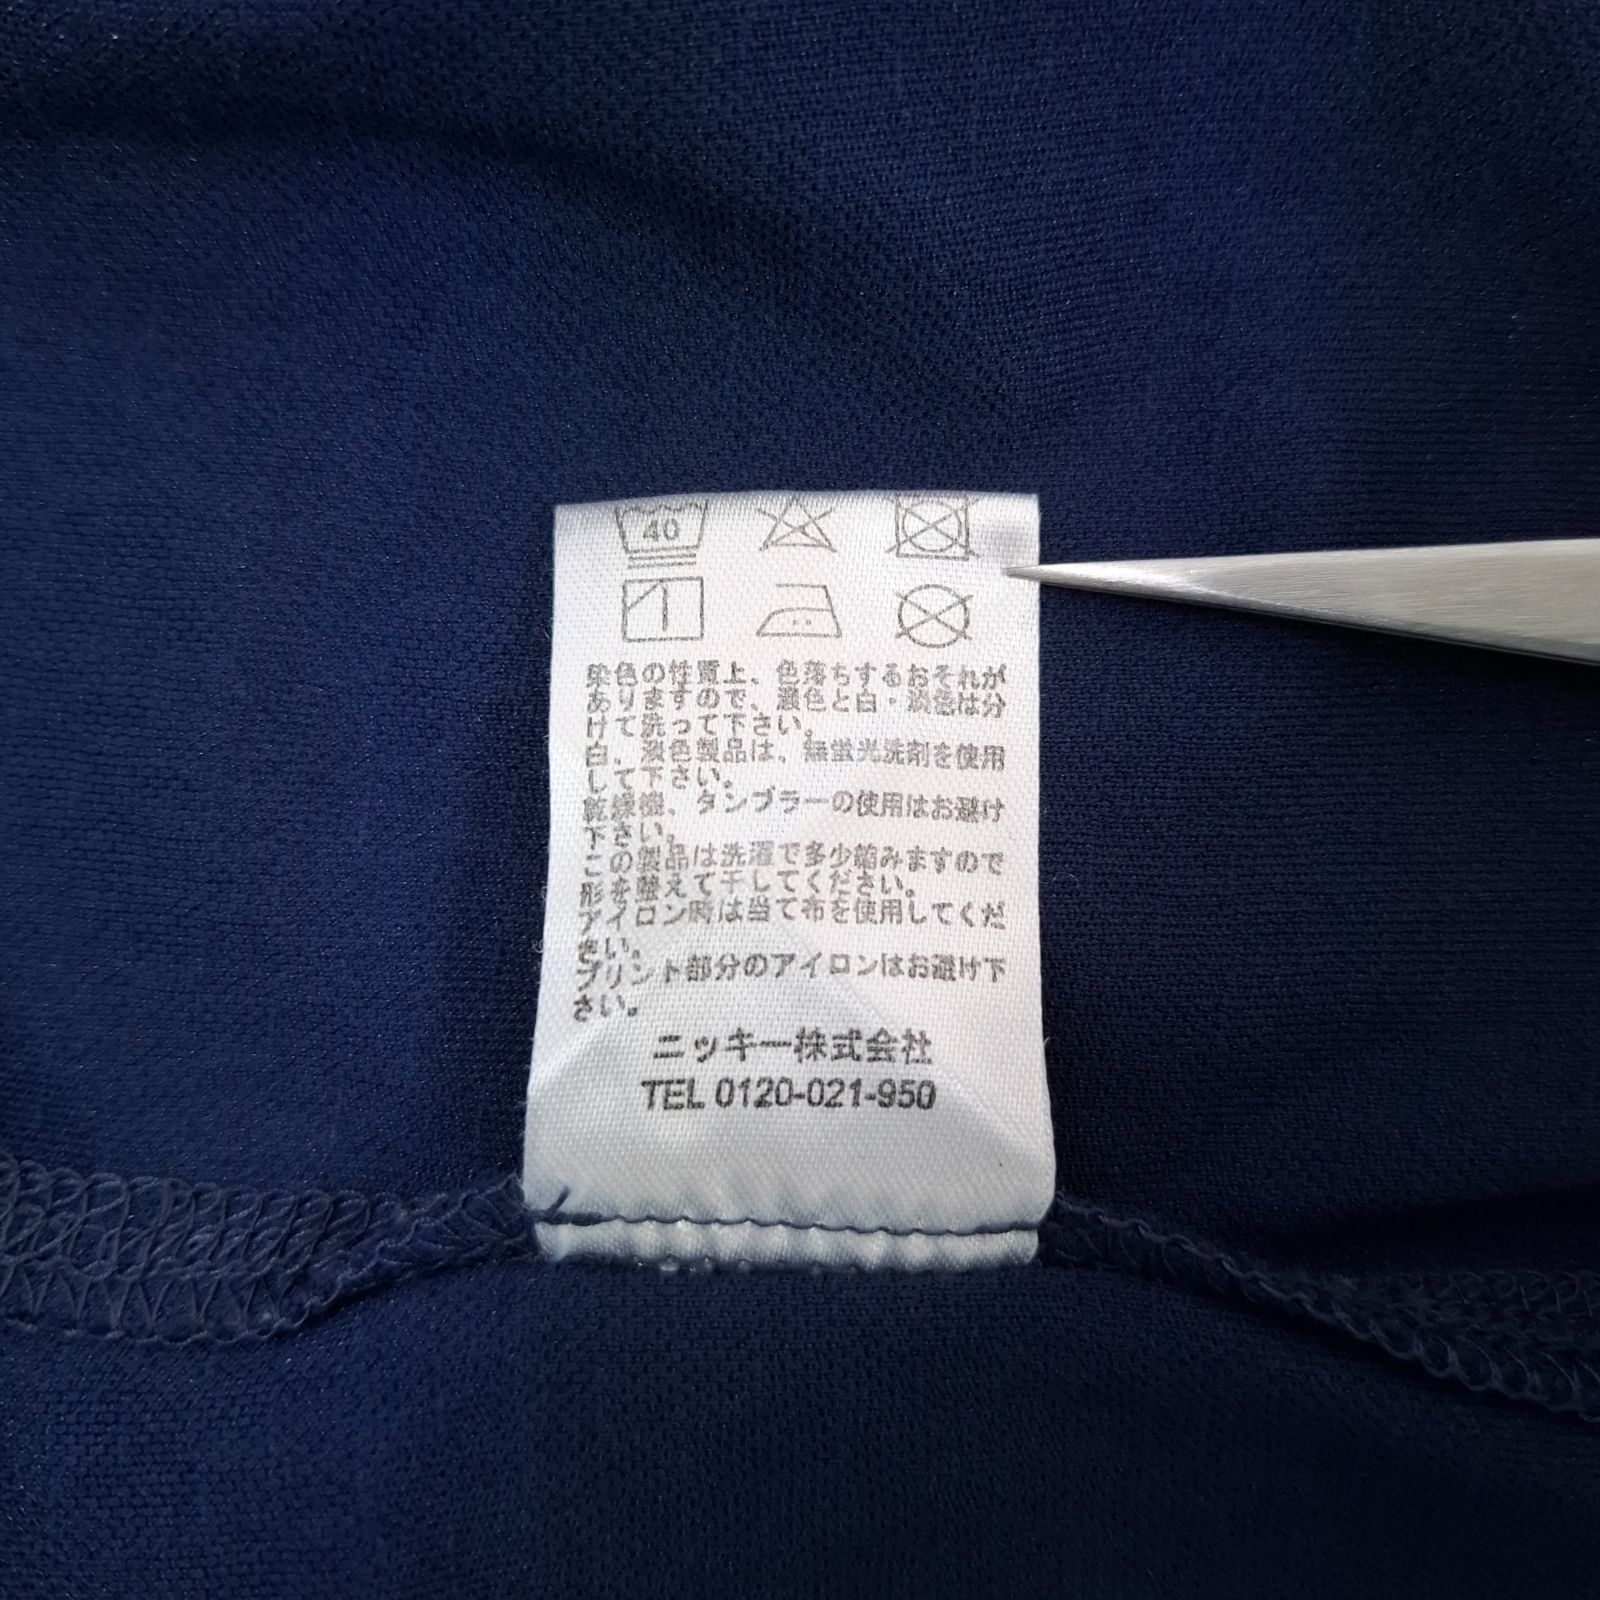 40
染色の性質上、色落ちするおそれが
ありますので、濃色と白・淡色は分
けて洗って下さい。
白、淡色製品は、無蛍光洗剤を使用
して下さい。
乾燥機、タンブラーの使用はお避け
下さい。
この製品は洗濯で多少縮みますので
形を整えて干してください。
アイロン時は当て布を使用してくだ
さい。
プリント部分のアイロンはお避け下
さい。
ニッキー株式会社
TEL 0120-021-950